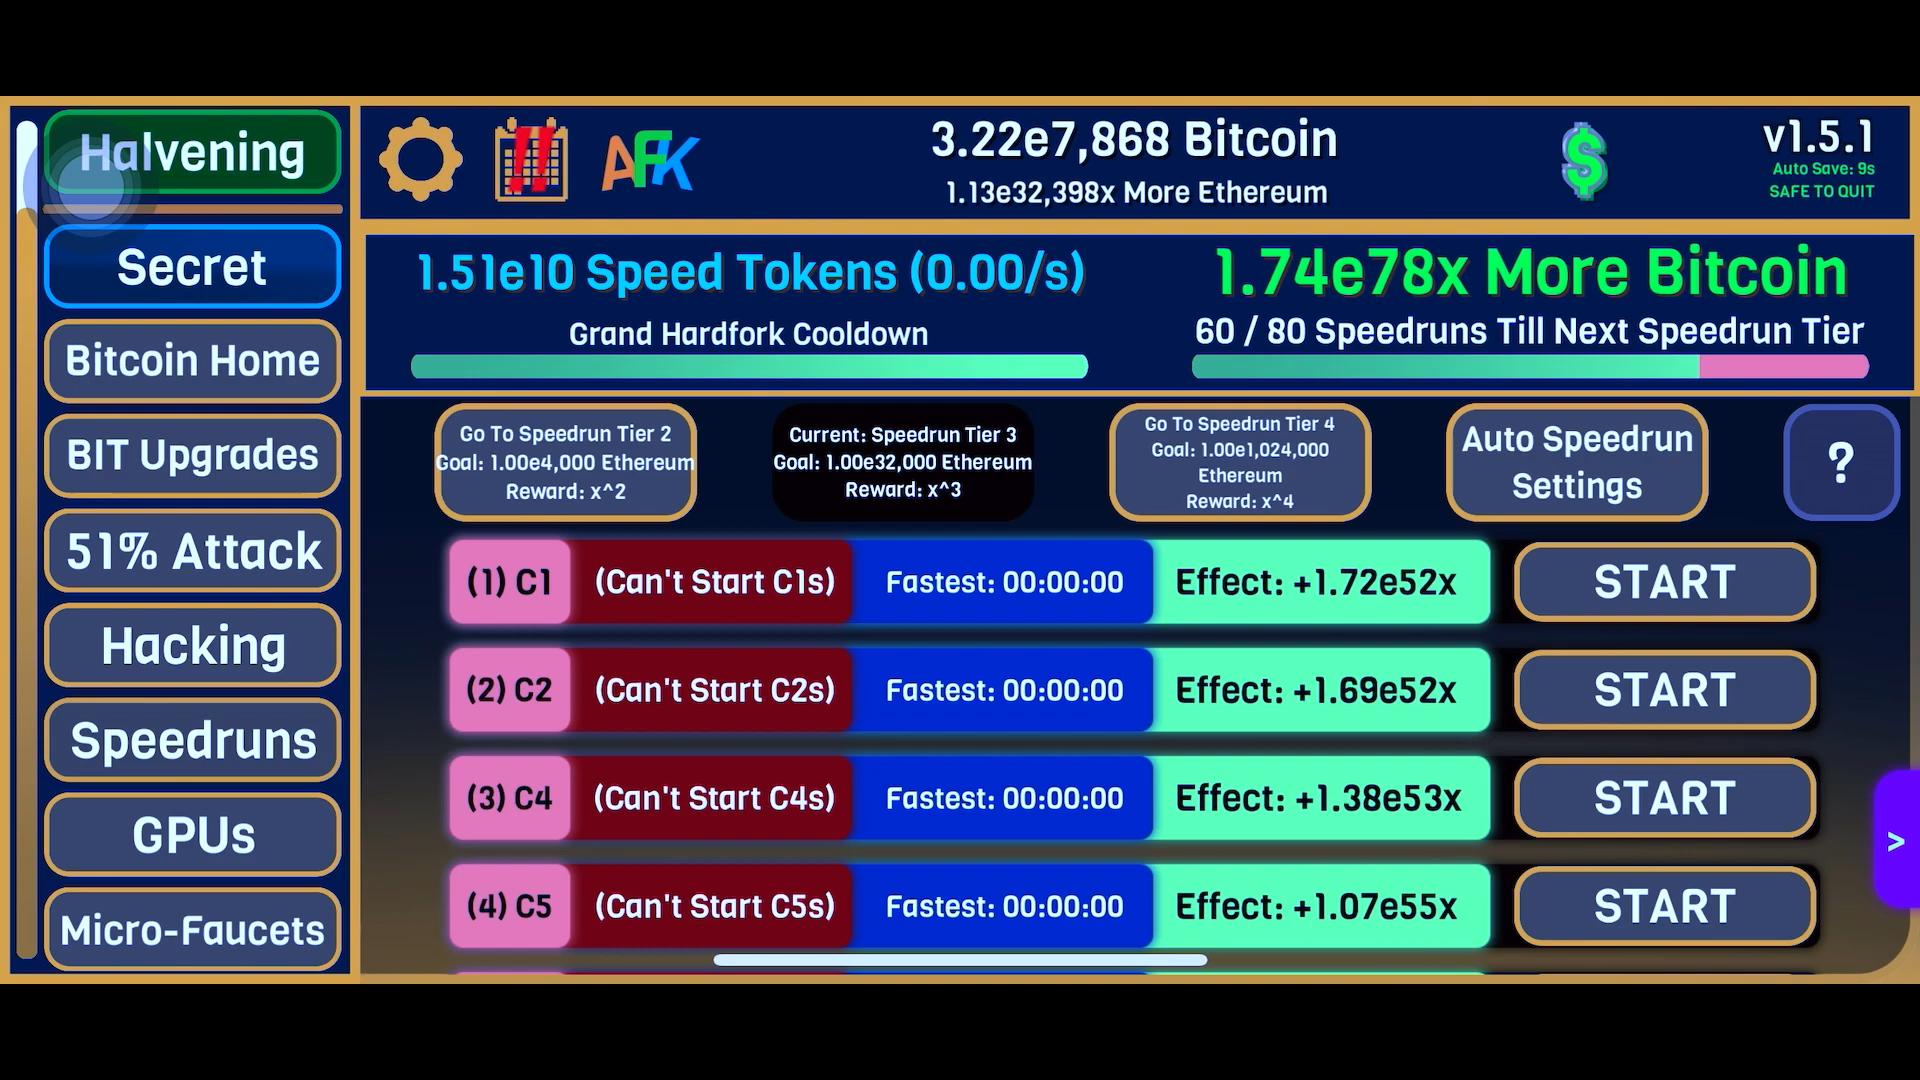 Halvening
Secret
Bitcoin Home
BIT Upgrades
51% Attack
Hacking
Speedruns
GPUs
Micro-Faucets
!!
AFK
3.22e7,868 Bitcoin
1.13e32,398x More Ethereum
$
v1.5.1
Auto Save: 9s
SAFE TO QUIT
1.51e10 Speed Tokens (0.00/s)
Grand Hardfork Cooldown
1.74e78x More Bitcoin
60 / 80 Speedruns Till Next Speedrun Tier
Go To Speedrun Tier 2
Goal: 1.00e4,000 Ethereum
Reward: x^2
Current: Speedrun Tier 3
Goal: 1.00e32,000 Ethereum
Reward: x^3
Go To Speedrun Tier 4
Goal: 1.00e1,024,000
Ethereum
Reward: x^4
Auto Speedrun
Settings
?
(1) C1 (Can't Start C1s) Fastest: 00:00:00 Effect: +1.72e52x START
(2) C2 (Can't Start C2s) Fastest: 00:00:00 Effect: +1.69e52x START
(3) C4 (Can't Start C4s) Fastest: 00:00:00 Effect: +1.38e53x START
(4) C5 (Can't Start C5s) Fastest: 00:00:00 Effect: +1.07e55x START
>